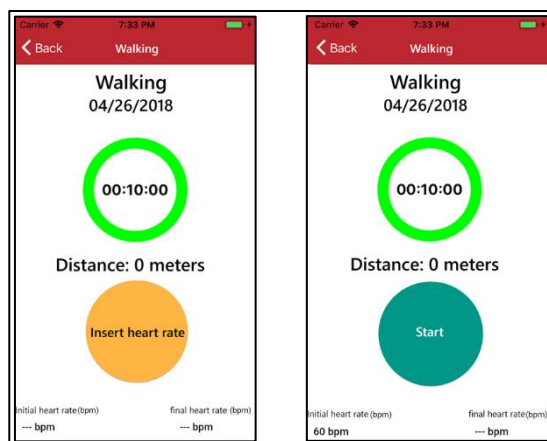 Carrier 7:33 PM
Back Walking
Walking
04/26/2018
00:10:00
Distance: 0 meters
Insert heart rate
Initial heart rate(bpm) final heart rate (bpm)
--- bpm --- bpm
Carrier 7:33 PM
Back Walking
Walking
04/26/2018
00:10:00
Distance: 0 meters
Start
Initial heart rate(bpm) final heart rate (bpm)
60 bpm --- bpm